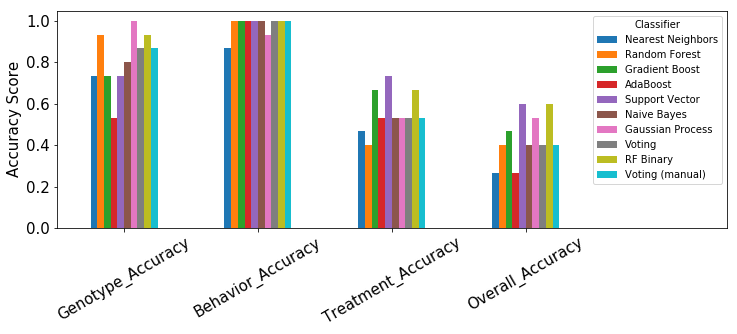 Accuracy Score
1.0
0.8
0.6
0.4
0.2
0.0
Genotype_Accuracy
Behavior_Accuracy
Treatment_Accuracy
Overall_Accuracy
Classifier
Nearest Neighbors
Random Forest
Gradient Boost
AdaBoost
Support Vector
Naive Bayes
Gaussian Process
Voting
RF Binary
Voting (manual)